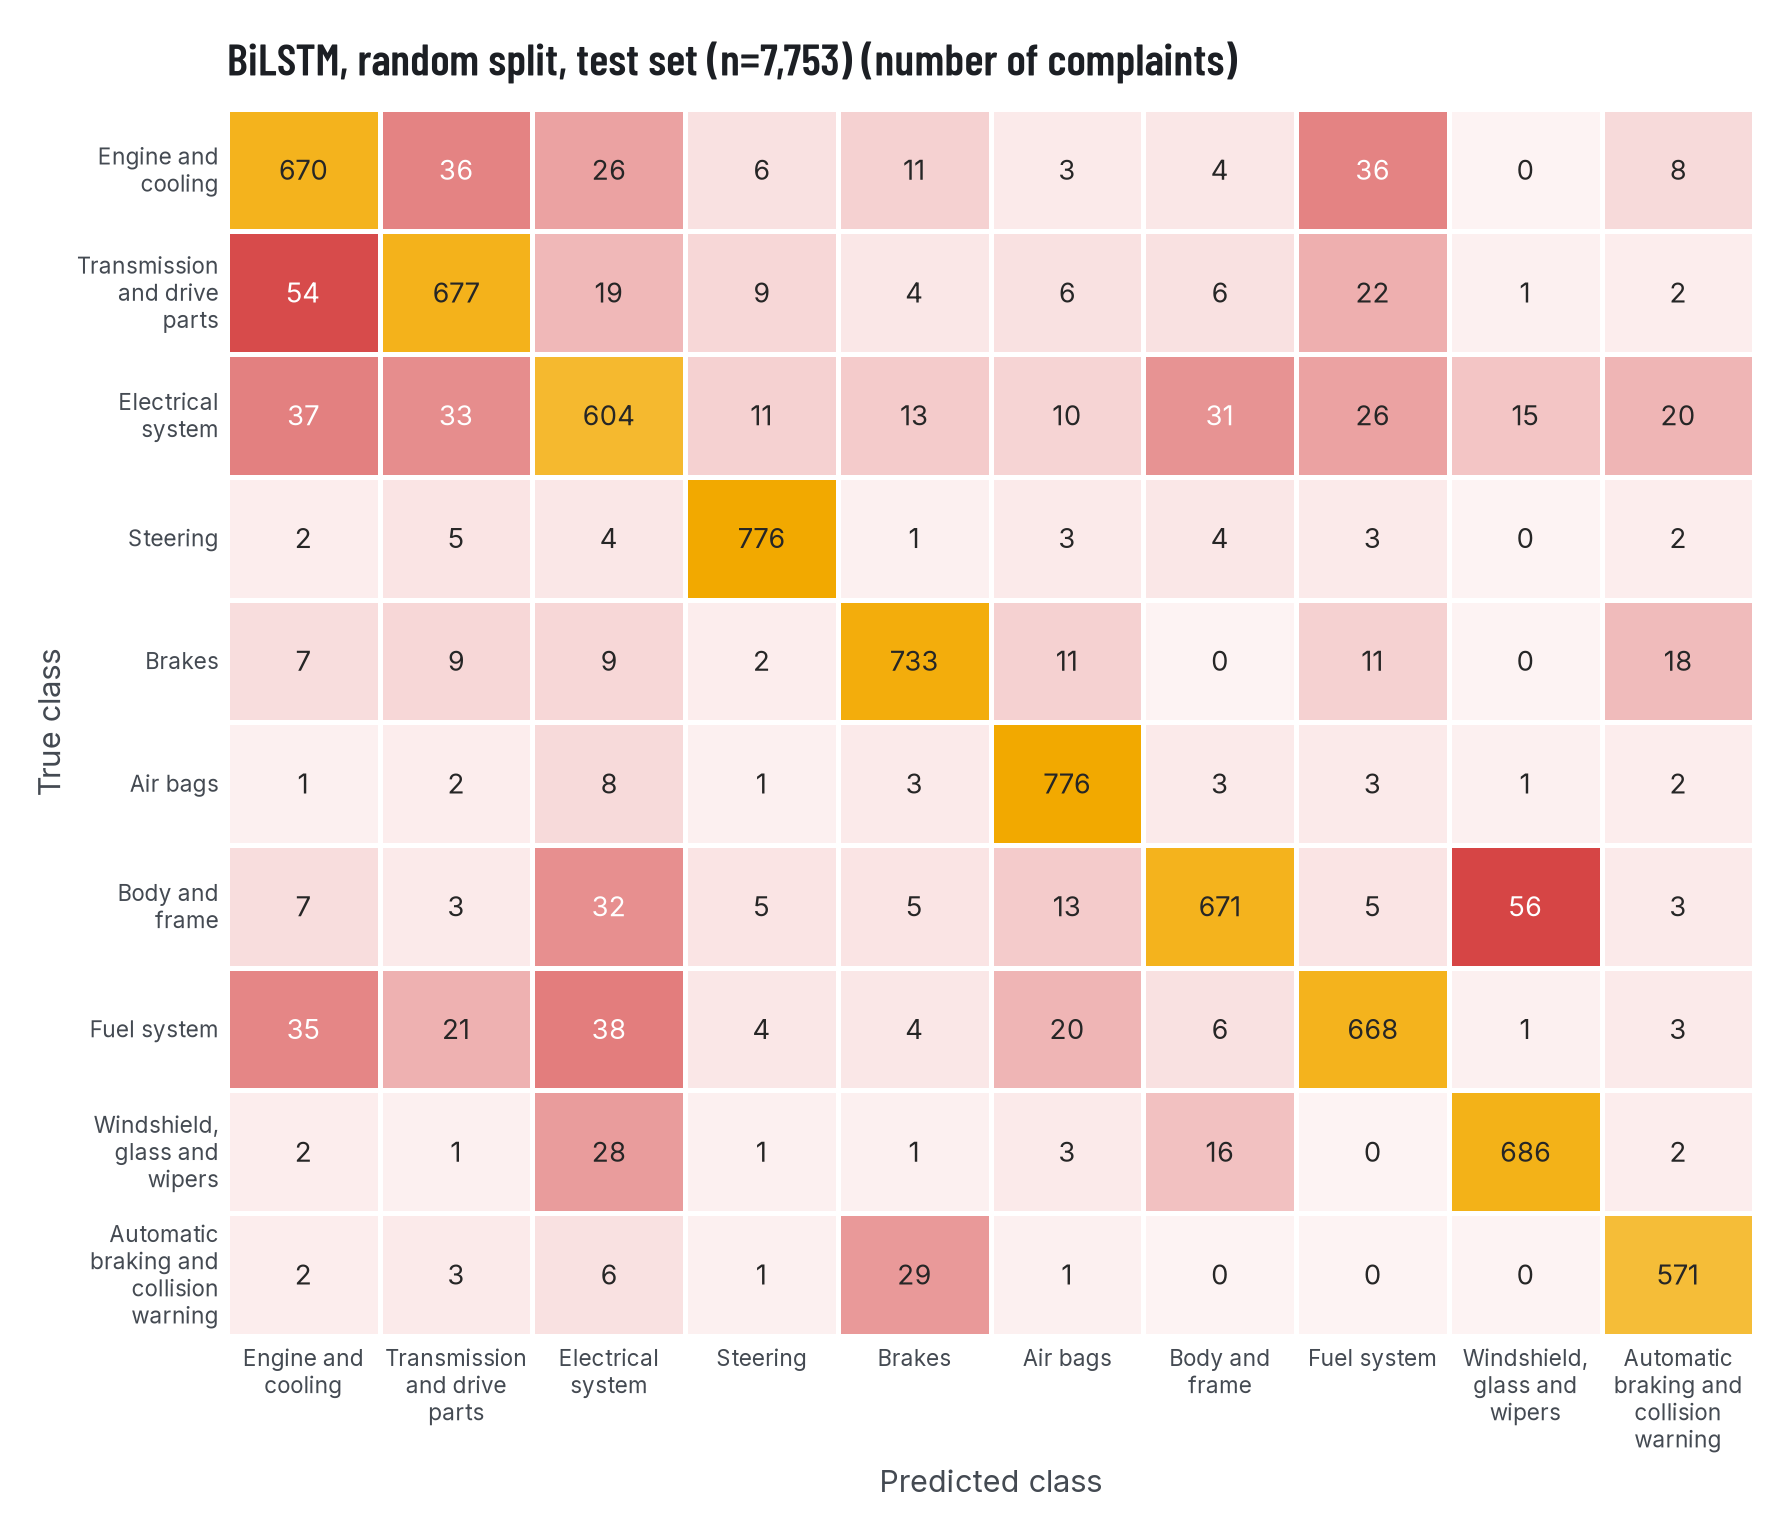 BiLSTM, random split, test set (n=7,753) (number of complaints)
Engine and
cooling
670 36 26 6 11 3 4 36 0 8
Transmission
and drive
parts
54 677 19 9 4 6 6 22 1 2
Electrical
system
37 33 604 11 13 10 31 26 15 20
Steering
2 5 4 776 1 3 4 3 0 2
Brakes
7 9 9 2 733 11 0 11 0 18
Air bags
1 2 8 1 3 776 3 3 1 2
Body and
frame
7 3 32 5 5 13 671 5 56 3
Fuel system
35 21 38 4 4 20 6 668 1 3
Windshield,
glass and
wipers
2 1 28 1 1 3 16 0 686 2
Automatic
braking and
collision
warning
2 3 6 1 29 1 0 0 0 571
True class
Engine and
cooling
Transmission
and drive
parts
Electrical
system
Steering
Brakes
Air bags
Body and
frame
Fuel system
Windshield,
glass and
wipers
Automatic
braking and
collision
warning
Predicted class